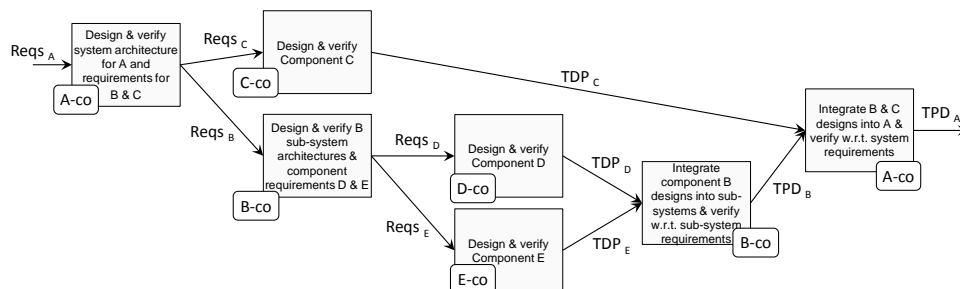 Reqs A
Design & verify
system architecture
for A and
requirements for
B & C
A-co
Reqs C
Design & verify
Component C
C-co
Reqs B
Design & verify B
sub-system
architectures &
component
requirements D & E
B-co
Reqs D
Design & verify
Component D
D-co
Reqs E
Design & verify
Component E
E-co
TDP C
TDP D
TDP E
Integrate
component B
designs into sub-
systems & verify
w.r.t. sub-system
requirements
B-co
TPD B
Integrate B & C
designs into A &
verify w.r.t. system
requirements
A-co
TPD A